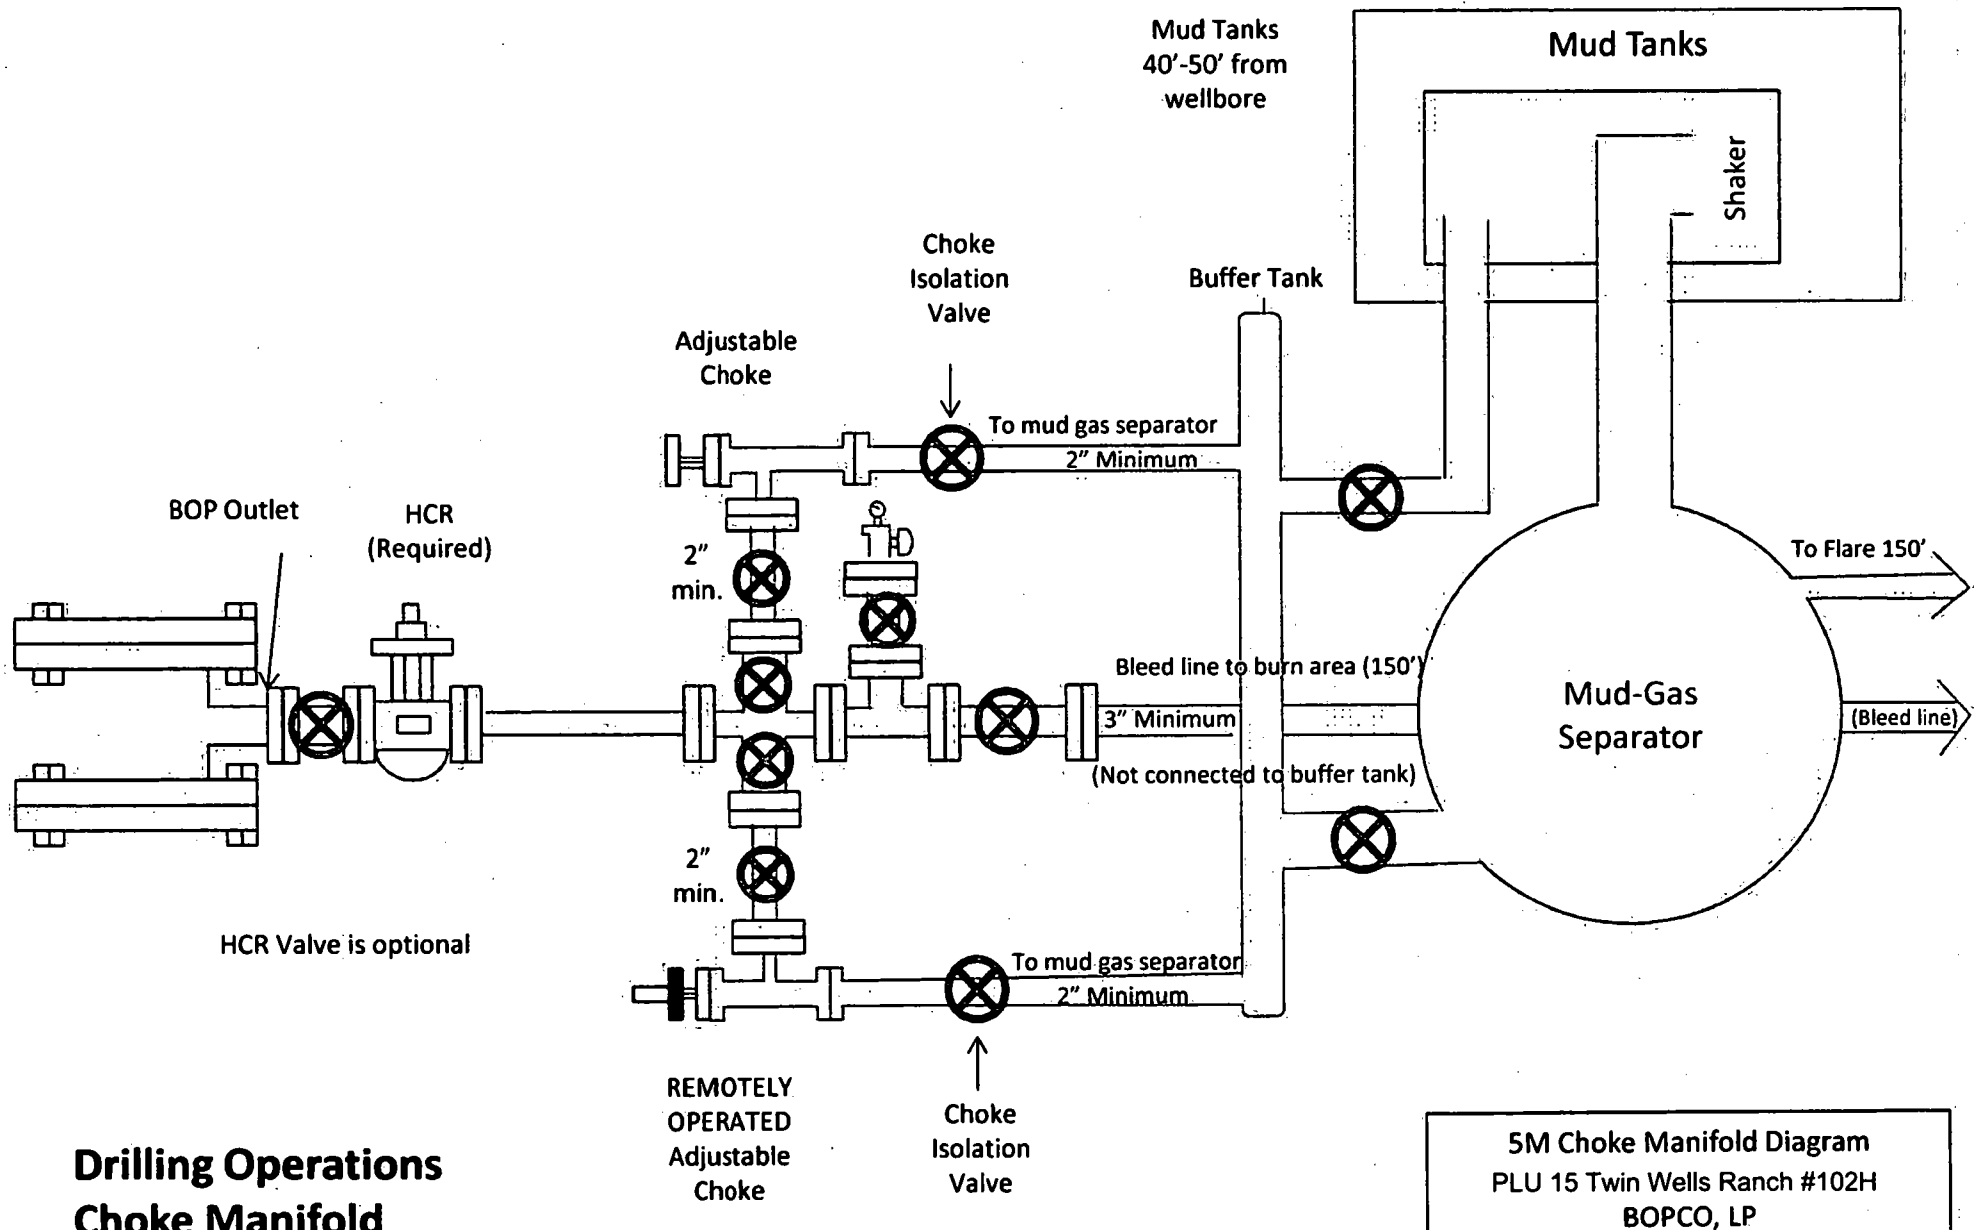 Mud Tanks
40'-50' from
wellbore
Mud Tanks
Shaker
Choke
Isolation
Valve
Buffer Tank
Adjustable
Choke
To mud gas separator
2" Minimum
BOP Outlet
HCR
(Required)
2"
min.
To Flare 150'
Bleed line to burn area (150')
3" Minimum
Mud-Gas
Separator
(Bleed line)
(Not connected to buffer tank)
2"
min.
HCR Valve is optional
To mud gas separator
2" Minimum
REMOTELY
OPERATED
Adjustable
Choke
Choke
Isolation
Valve
Drilling Operations
Choke Manifold
5M Choke Manifold Diagram
PLU 15 Twin Wells Ranch #102H
BOPCO, LP